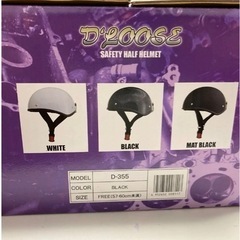 D'LOOSE
SAFETY HALF HELMET
WHITE
BLACK
MAT BLACK
MODEL D-355
COLOR BLACK
SIZE FREE(57-60cm未満)